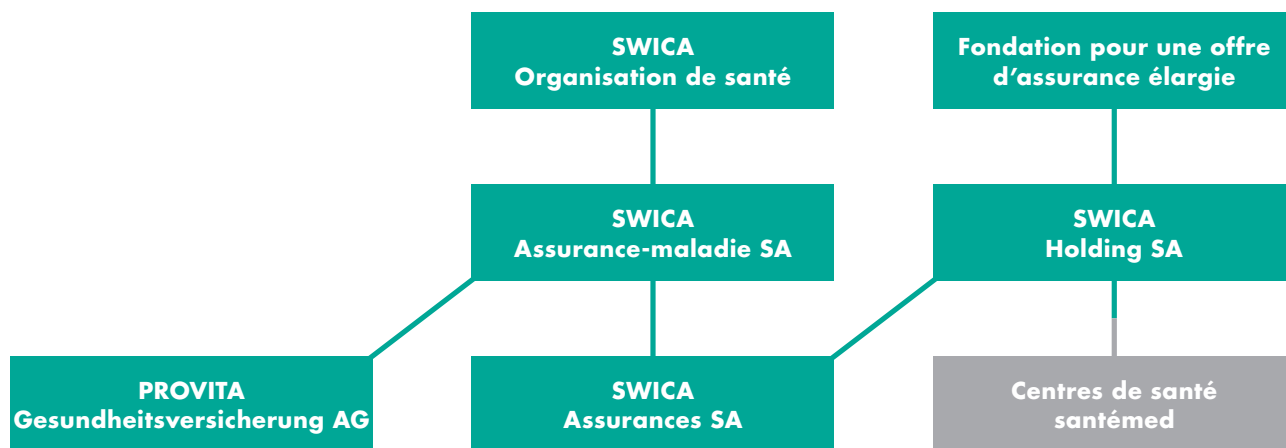 SWICA
Organisation de santé
Fondation pour une offre
d’assurance élargie
SWICA
Assurance-maladie SA
SWICA
Holding SA
PROVITA
Gesundheitsversicherung AG
SWICA
Assurances SA
Centres de santé
santémed